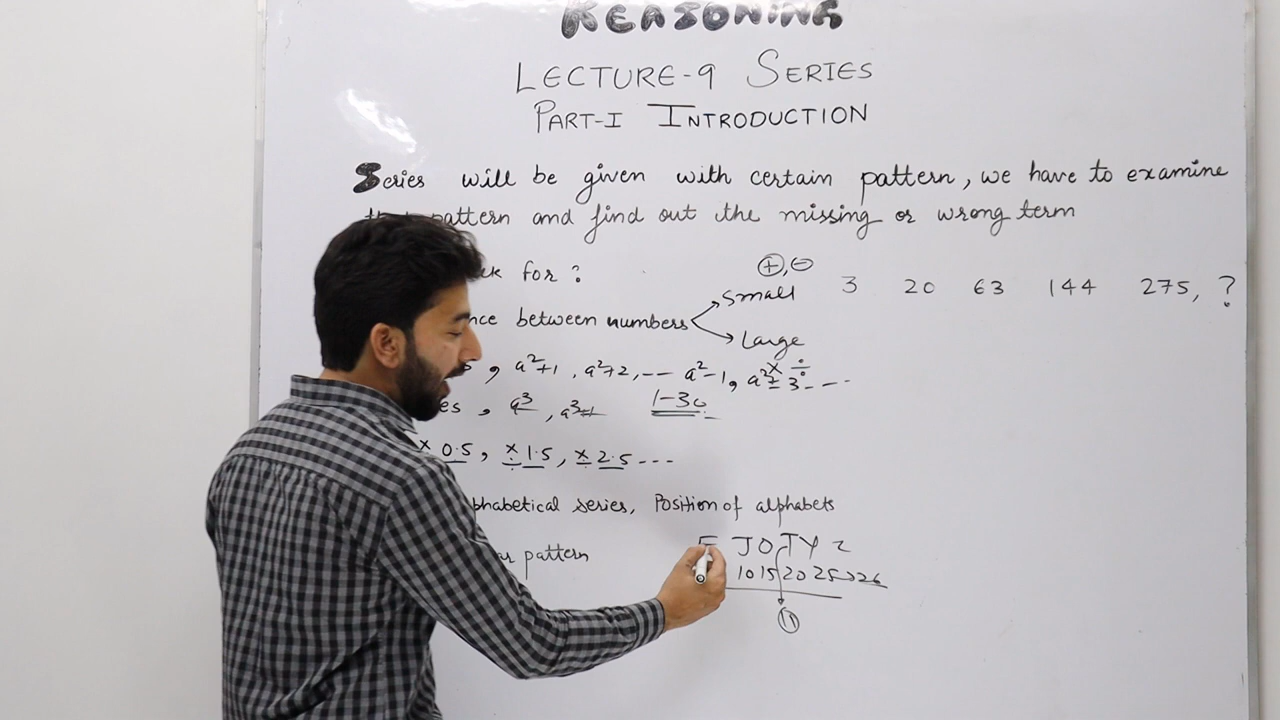 REASONING
LECTURE-9 SERIES
PART-I INTRODUCTION
Series will be given with certain pattern, we have to examine
pattern and find out the missing or wrong term
for ?
⊕, ⊖
Small 3 20 63 144 275, ?
between numbers
Large
× ÷
, a²+1, a²+2, --- a²-1, a²± 3 - ---
, a³, a³± 1-30
× 0.5, × 1.5, × 2.5 ---
alphabetical series, Position of alphabets
pattern
E JOTYZ
10 15 20 25 → 26